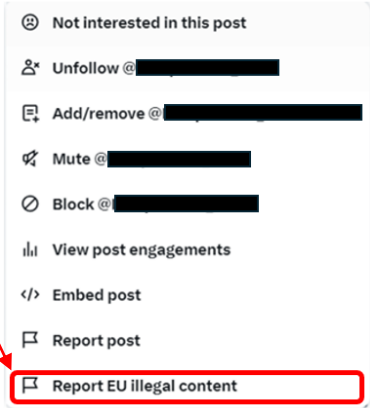 Not interested in this post
Unfollow @
Add/remove @
Mute @
Block @
View post engagements
Embed post
Report post
Report EU illegal content